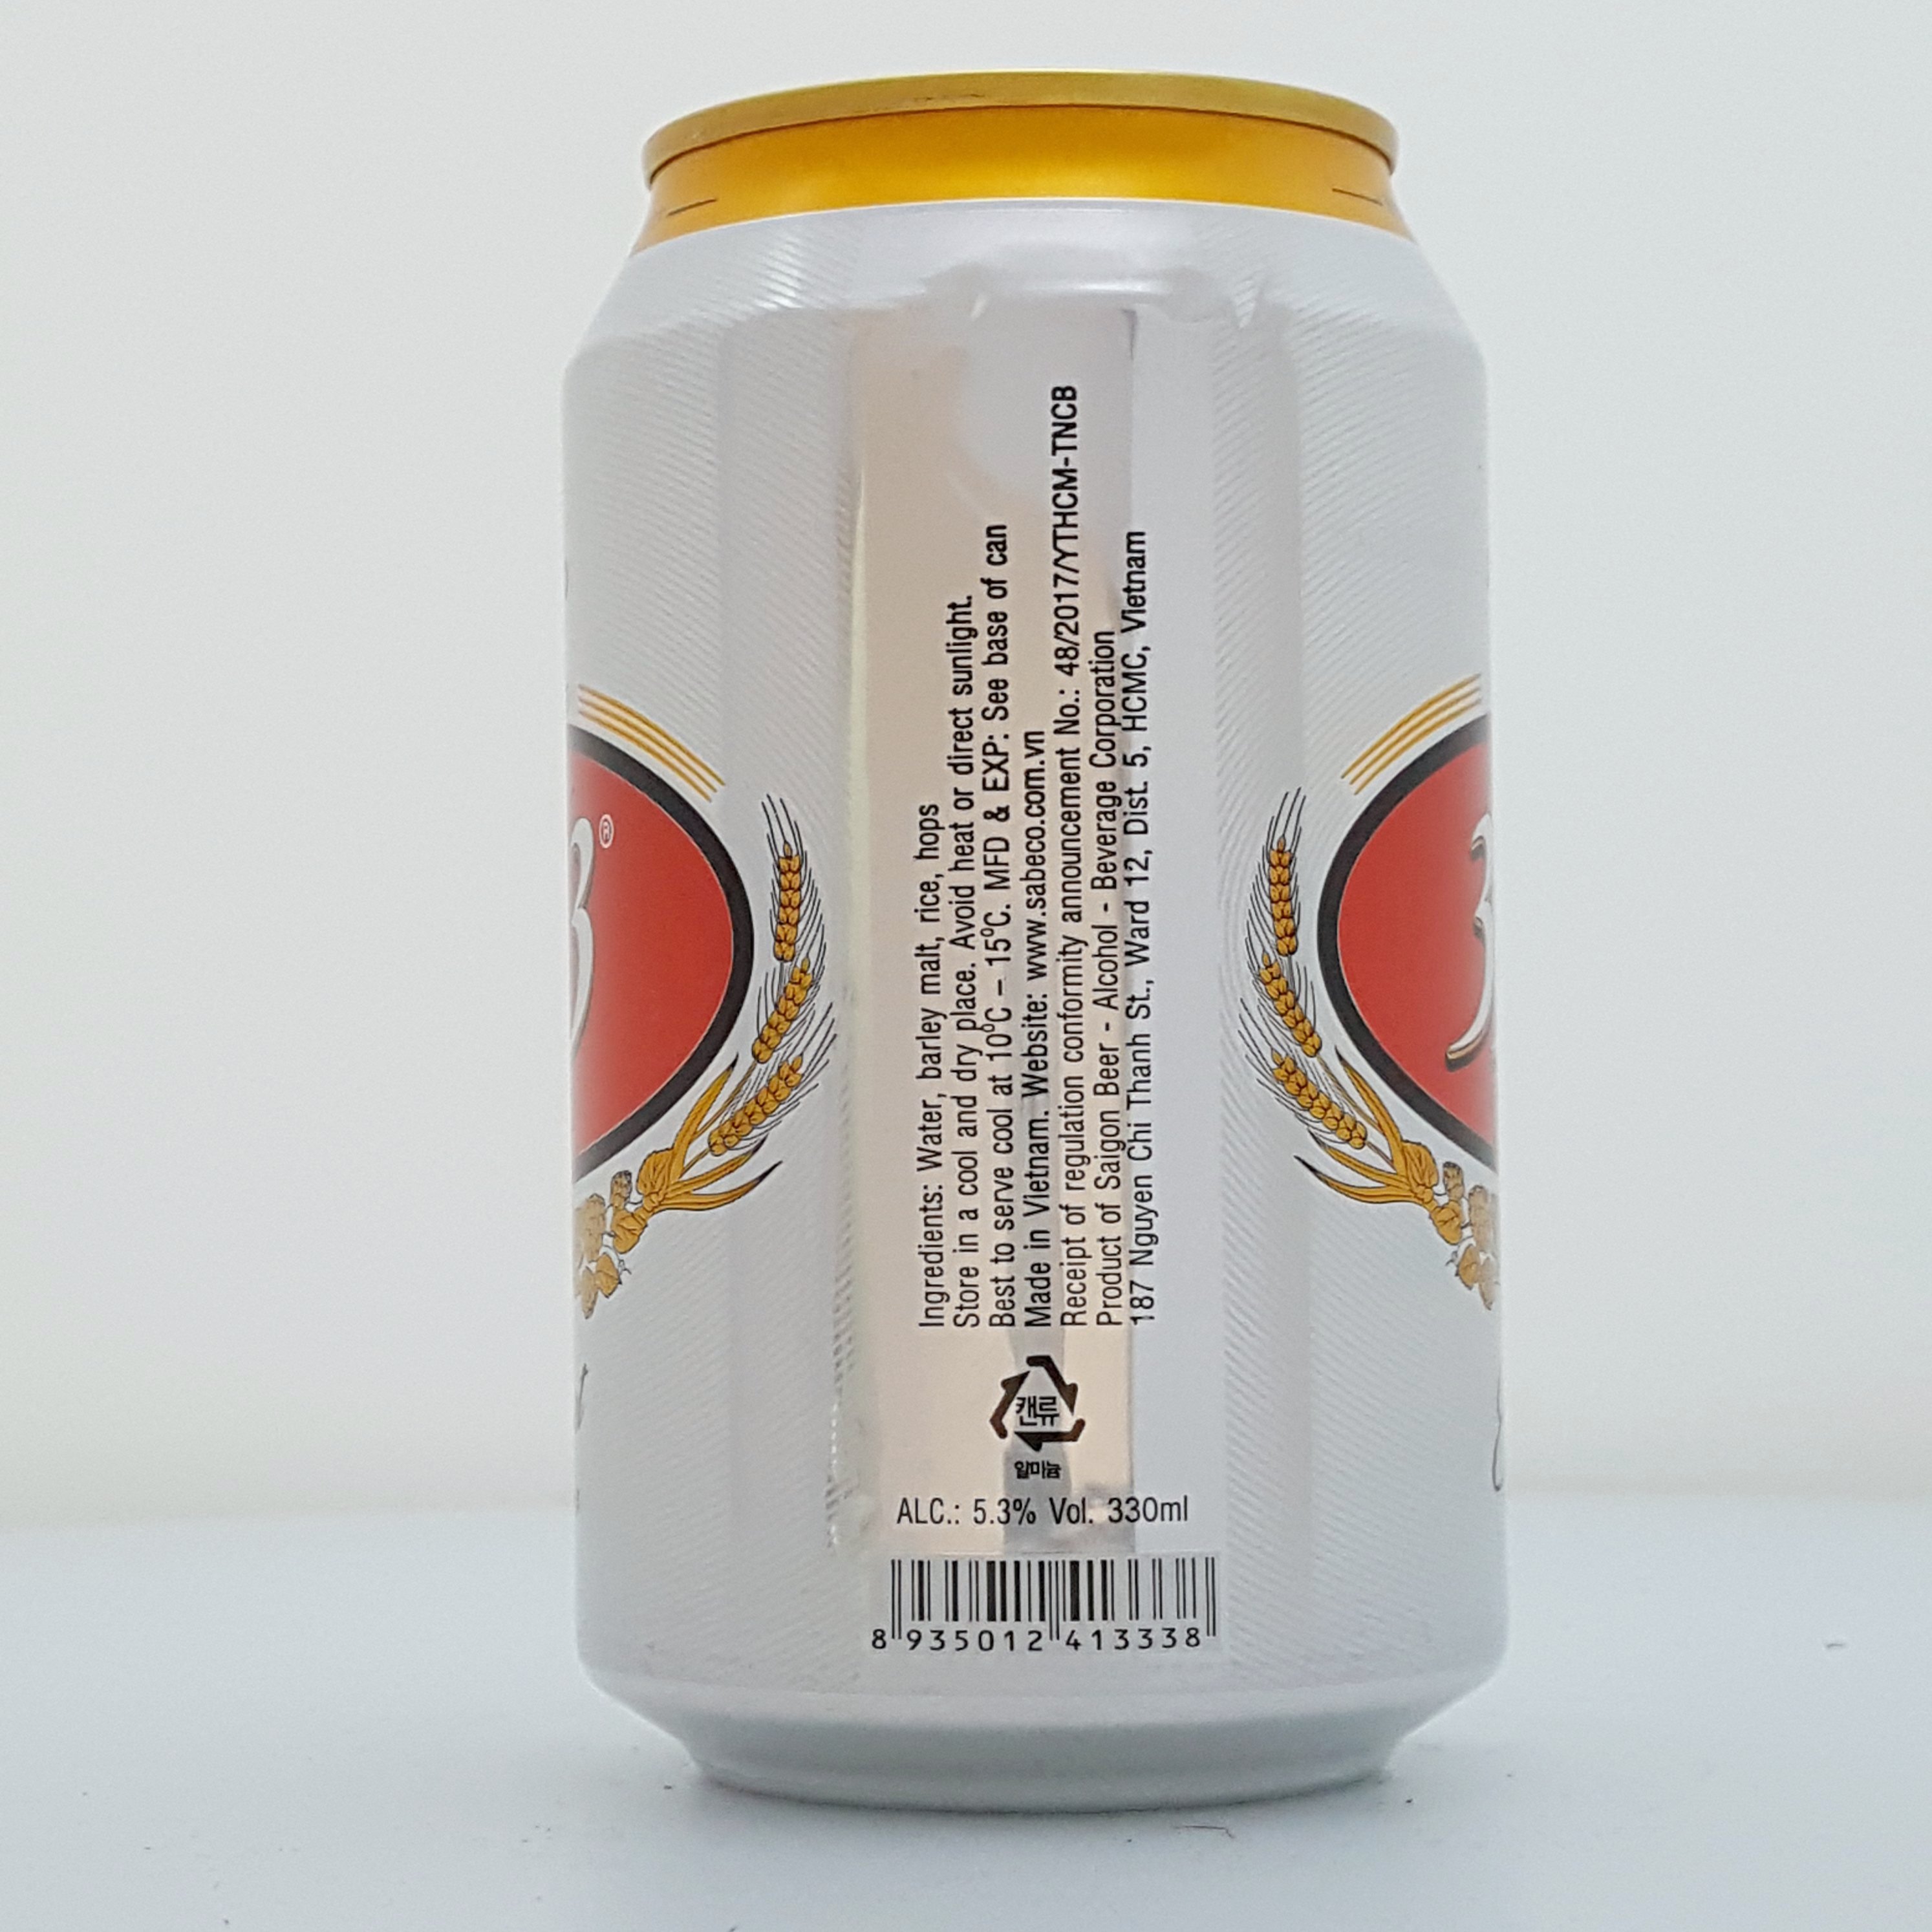 Ingredients: Water, barley malt, rice, hops
Store in a cool and dry place. Avoid heat or direct sunlight.
Best to serve cool at 10°C – 15°C. MFD & EXP: See base of can
Made in Vietnam. Website: www.sabeco.com.vn
Receipt of regulation conformity announcement No.: 48/2017/YTHCM-TNCB
Product of Saigon Beer - Alcohol - Beverage Corporation
187 Nguyen Chi Thanh St., Ward 12, Dist. 5, HCMC, Vietnam
캔류
알미늄
ALC.: 5.3% Vol. 330ml
8 935012 413338
3
®
3